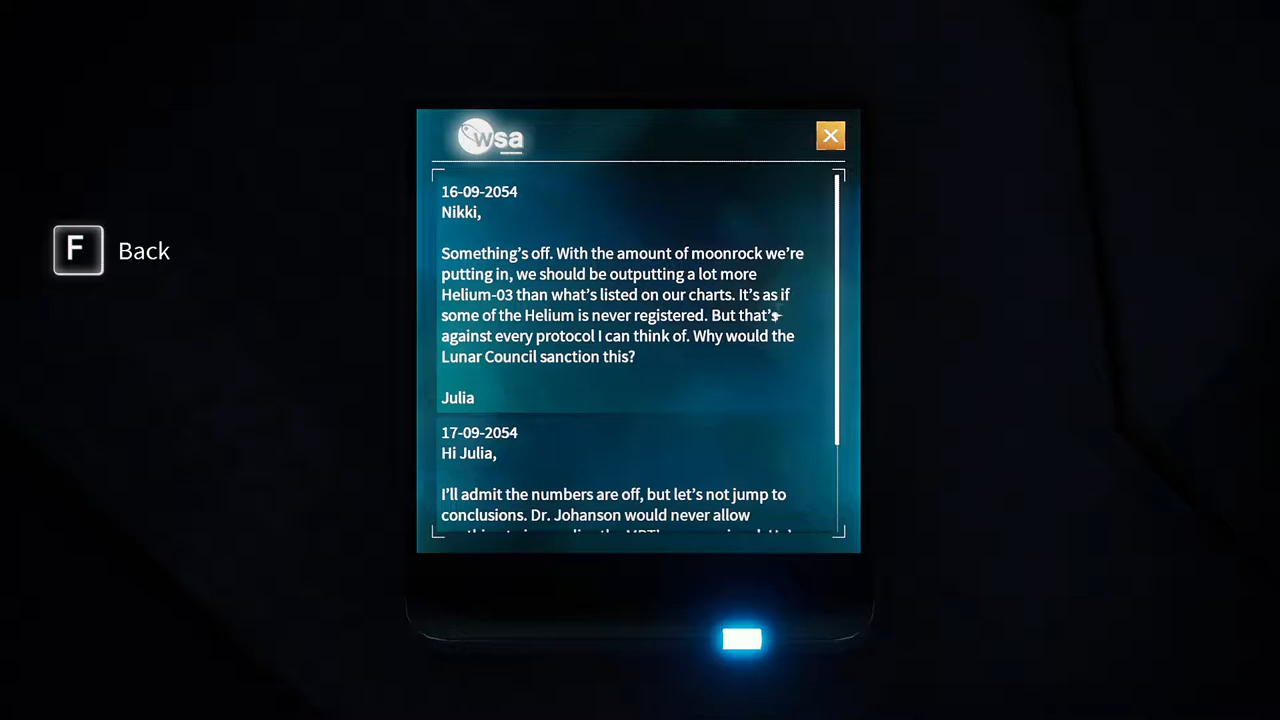 wsa
16-09-2054
Nikki,
Something's off. With the amount of moonrock we're
putting in, we should be outputting a lot more
Helium-03 than what's listed on our charts. It's as if
some of the Helium is never registered. But that's
against every protocol I can think of. Why would the
Lunar Council sanction this?
Julia
F Back
17-09-2054
Hi Julia,
I'll admit the numbers are off, but let's not jump to
conclusions. Dr. Johanson would never allow